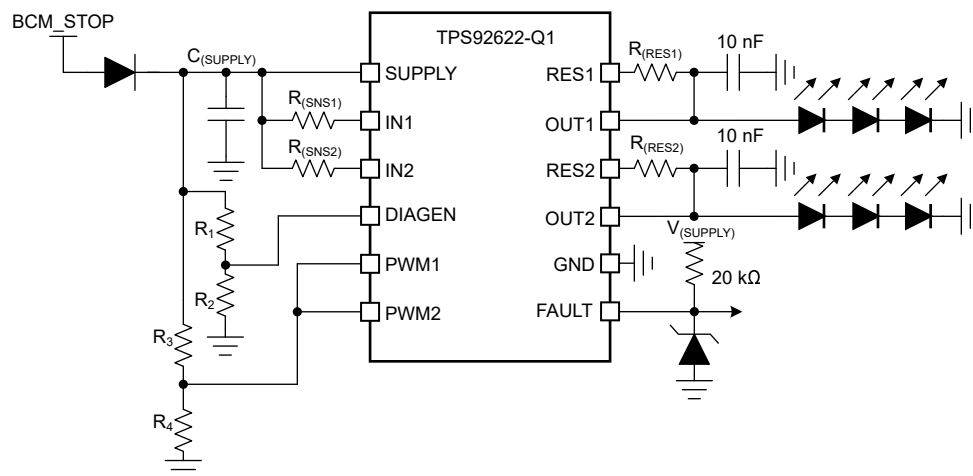 BCM_STOP
C(SUPPLY)
TPS92622-Q1
SUPPLY
R(SNS1)
IN1
R(SNS2)
IN2
DIAGEN
PWM1
PWM2
R1
R2
R3
R4
RES1
R(RES1)
10 nF
OUT1
RES2
R(RES2)
10 nF
OUT2
V(SUPPLY)
GND
20 kΩ
FAULT